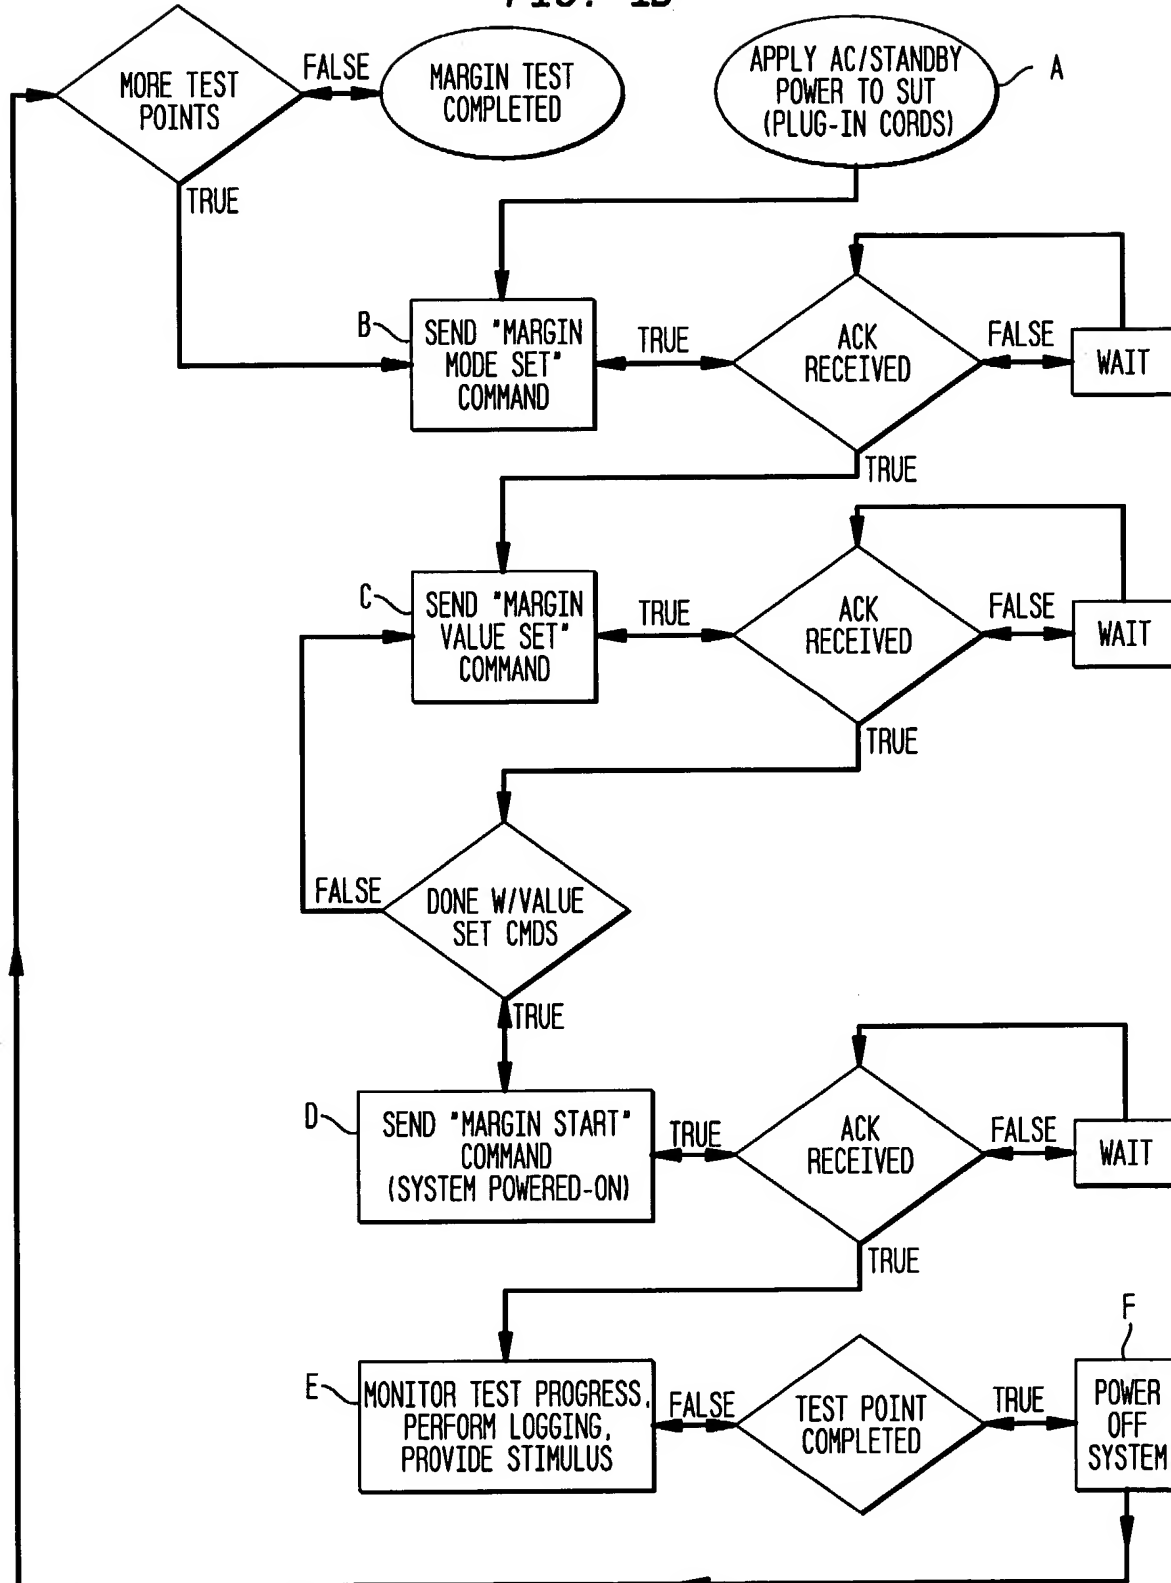 MORE TEST
POINTS
FALSE
MARGIN TEST
COMPLETED
APPLY AC/STANDBY
POWER TO SUT
(PLUG-IN CORDS)
A
TRUE
B
SEND "MARGIN
MODE SET"
COMMAND
TRUE
ACK
RECEIVED
FALSE
WAIT
TRUE
C
SEND "MARGIN
VALUE SET"
COMMAND
TRUE
ACK
RECEIVED
FALSE
WAIT
TRUE
FALSE
DONE W/VALUE
SET CMDS
TRUE
D
SEND "MARGIN START"
COMMAND
(SYSTEM POWERED-ON)
TRUE
ACK
RECEIVED
FALSE
WAIT
TRUE
E
MONITOR TEST PROGRESS,
PERFORM LOGGING,
PROVIDE STIMULUS
FALSE
TEST POINT
COMPLETED
TRUE
F
POWER
OFF
SYSTEM